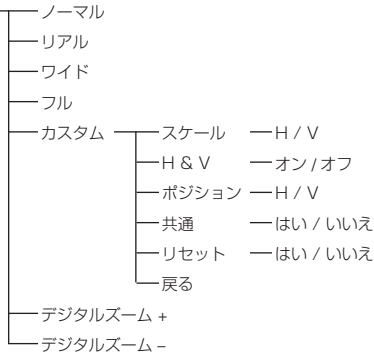 ノーマル
リアル
ワイド
フル
カスタム スケール H / V
H & V オン / オフ
ポジション H / V
共通 はい / いいえ
リセット はい / いいえ
戻る
デジタルズーム +
デジタルズーム –